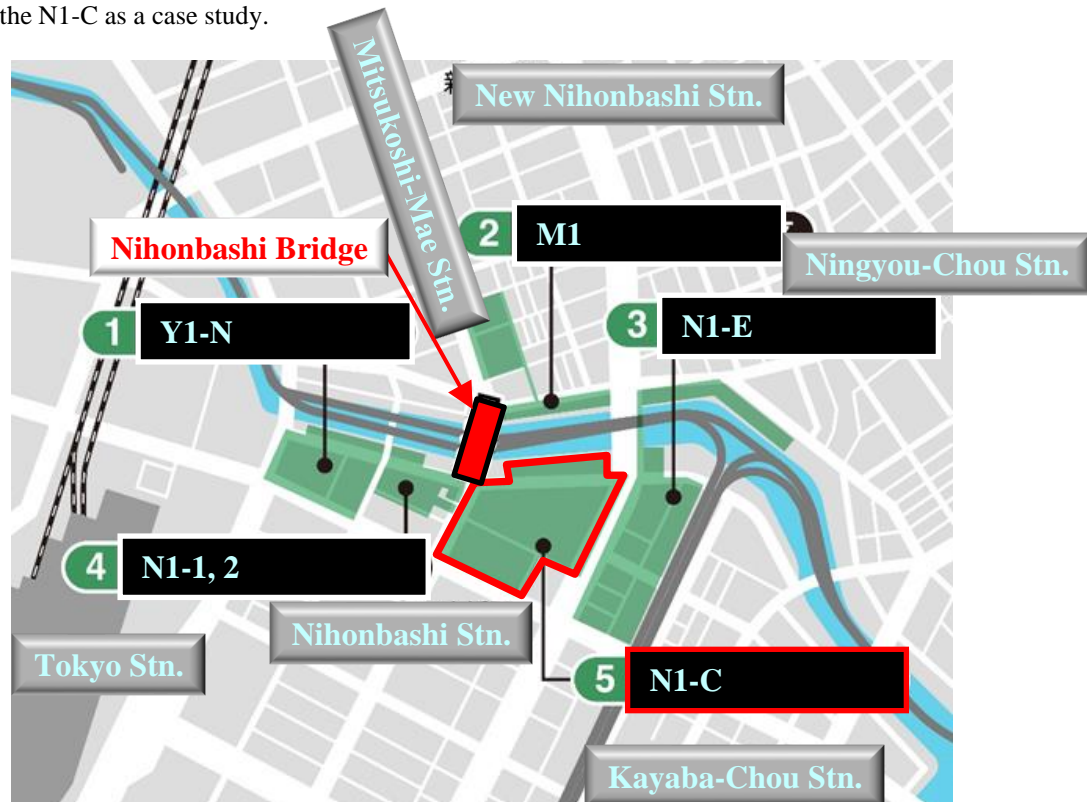 the N1-C as a case study.
Mitsukoshi-Mae Stn.
New Nihonbashi Stn.
2 M1
Nihonbashi Bridge
Ningyou-Chou Stn.
1 Y1-N
3 N1-E
4 N1-1, 2
Nihonbashi Stn.
Tokyo Stn.
5 N1-C
Kayaba-Chou Stn.